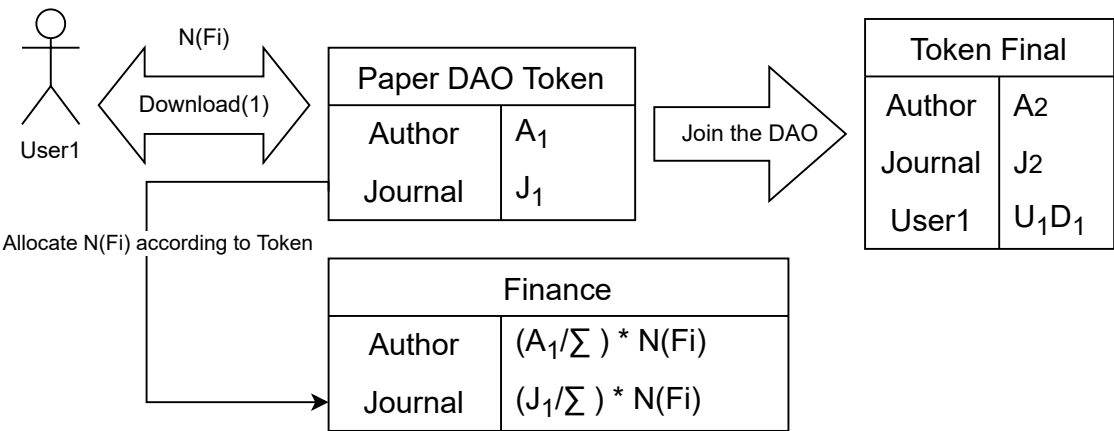 N(Fi)
Download(1)
User1
Paper DAO Token
Author A₁
Journal J₁
Join the DAO
Token Final
Author A2
Journal J2
User1 U₁D₁
Allocate N(Fi) according to Token
Finance
Author (A₁/∑ ) * N(Fi)
Journal (J₁/∑ ) * N(Fi)